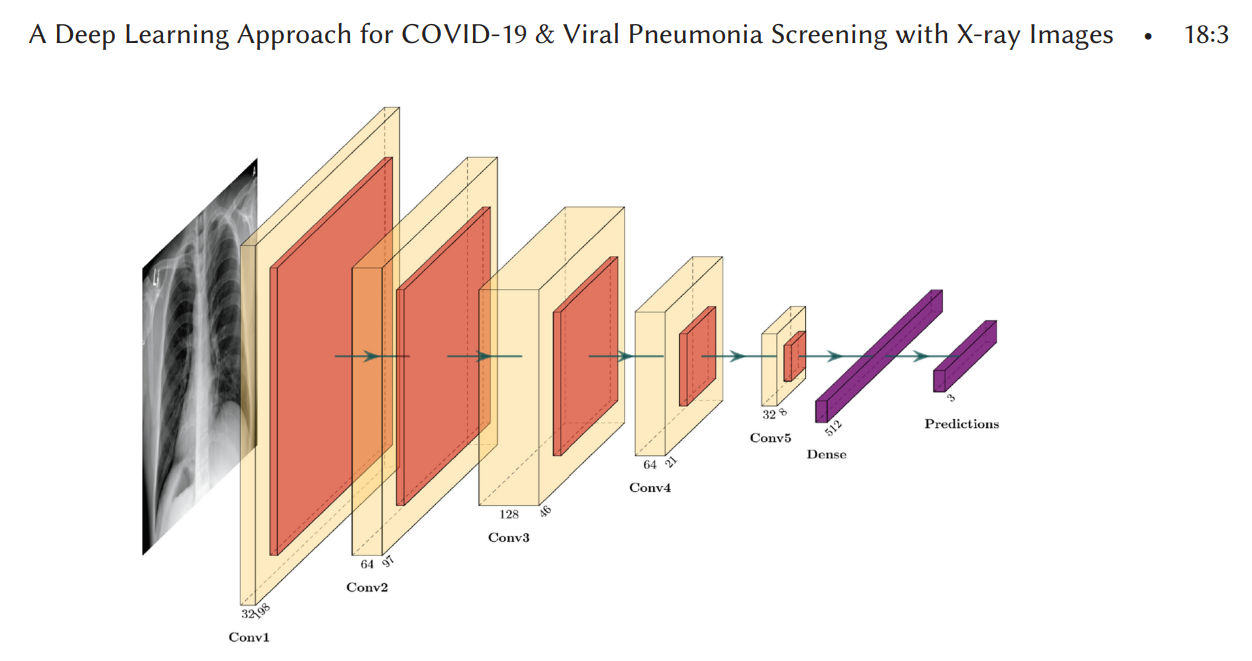 A Deep Learning Approach for COVID-19 & Viral Pneumonia Screening with X-ray Images • 18:3
32 198
Conv1
64 97
Conv2
128 46
Conv3
64 21
Conv4
32 8
Conv5
512
Dense
3
Predictions